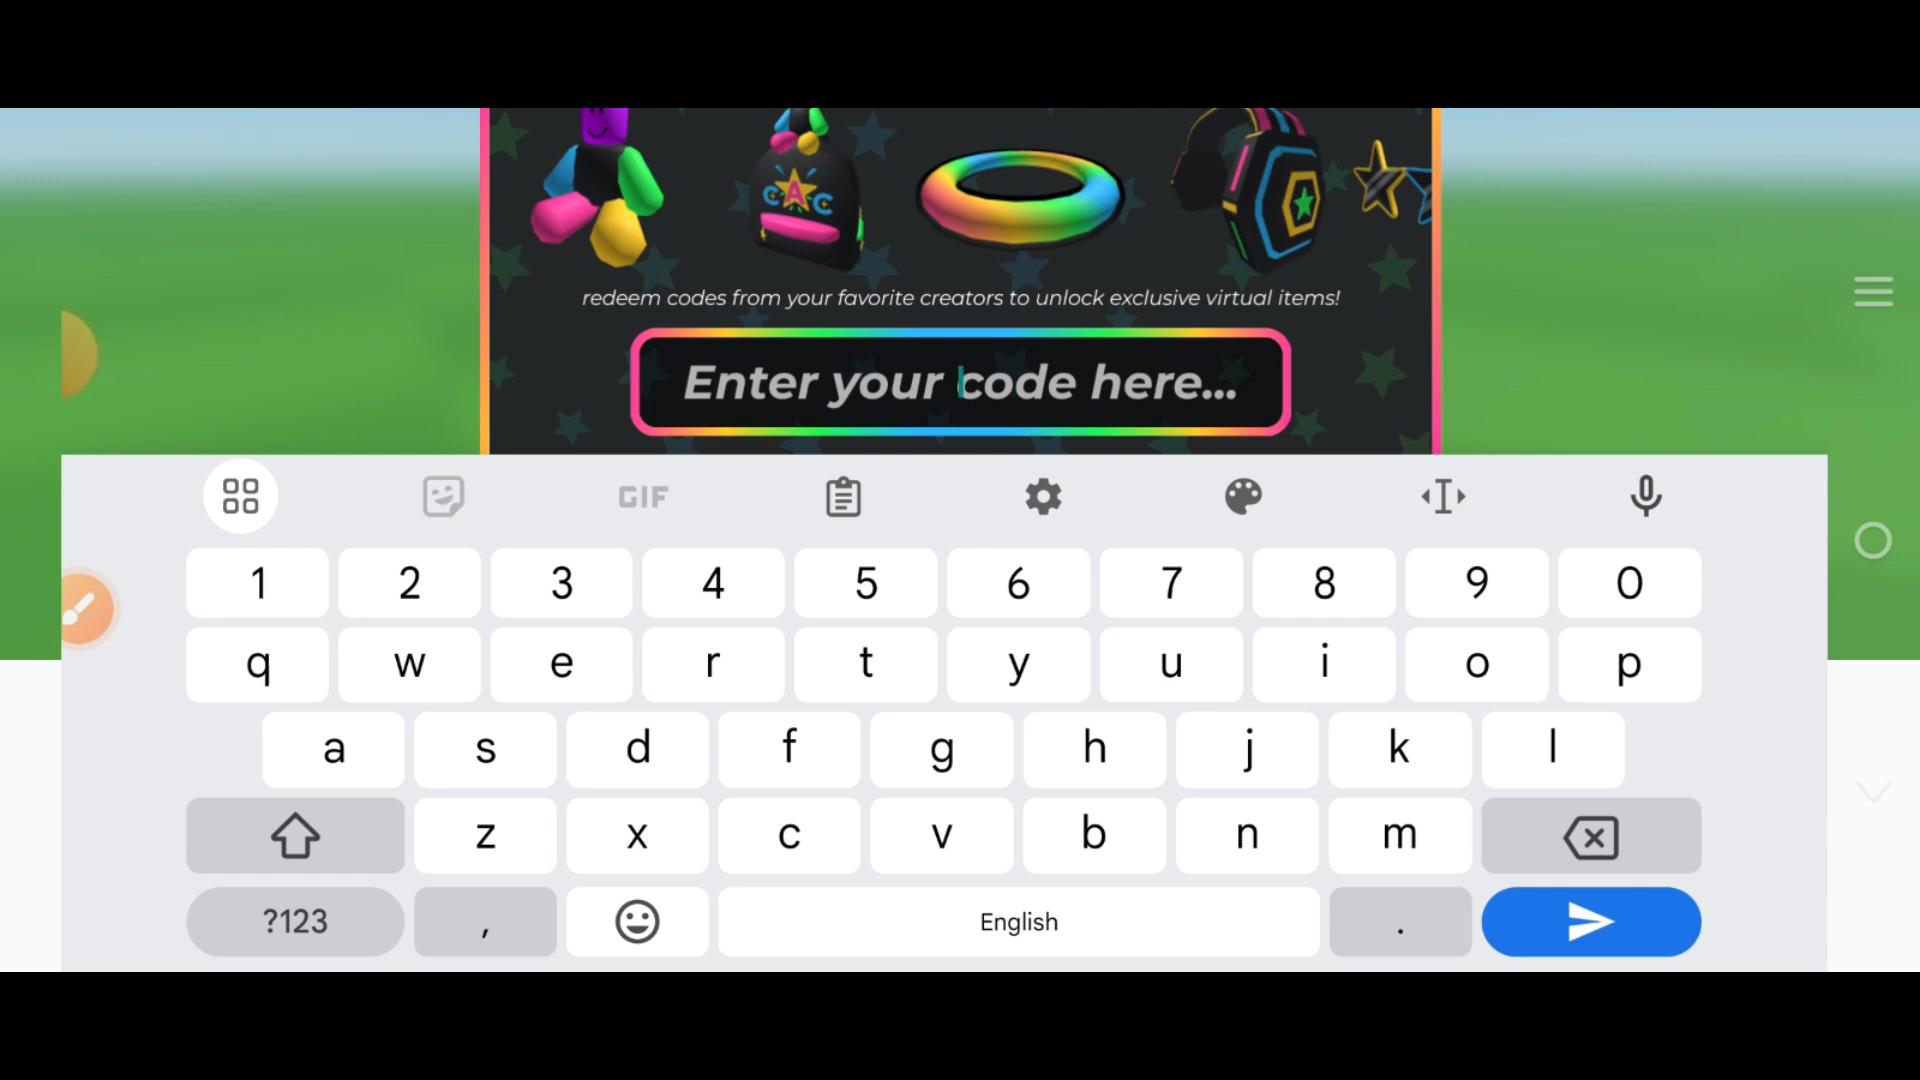 CAC
redeem codes from your favorite creators to unlock exclusive virtual items!
Enter your code here...
GIF
1 2 3 4 5 6 7 8 9 0
q w e r t y u i o p
a s d f g h j k l
z x c v b n m
?123 , English .